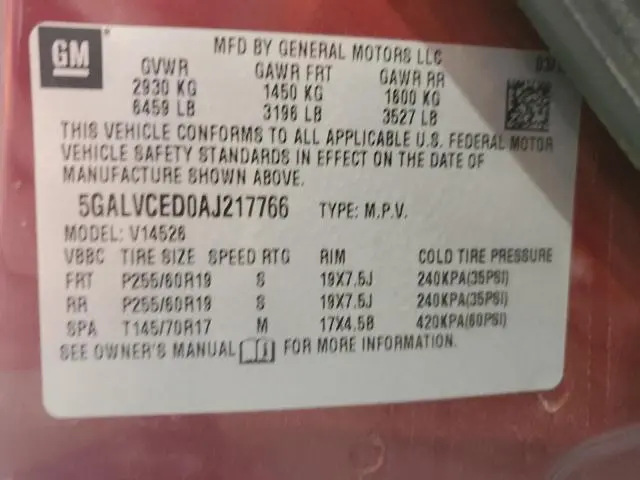 GM
MFD BY GENERAL MOTORS LLC
GVWR GAWR FRT GAWR RR
2930 KG 1450 KG 1600 KG
6459 LB 3196 LB 3527 LB
THIS VEHICLE CONFORMS TO ALL APPLICABLE U.S. FEDERAL MOTOR
VEHICLE SAFETY STANDARDS IN EFFECT ON THE DATE OF
MANUFACTURE SHOWN ABOVE.
5GALVCED0AJ217766 TYPE: M.P.V.
MODEL: V14526
VBBC TIRE SIZE SPEED RTG RIM COLD TIRE PRESSURE
FRT P255/60R19 S 19X7.5J 240KPA(35PSI)
RR P255/60R19 S 19X7.5J 240KPA(35PSI)
SPA T145/70R17 M 17X4.5B 420KPA(60PSI)
SEE OWNER'S MANUAL FOR MORE INFORMATION.